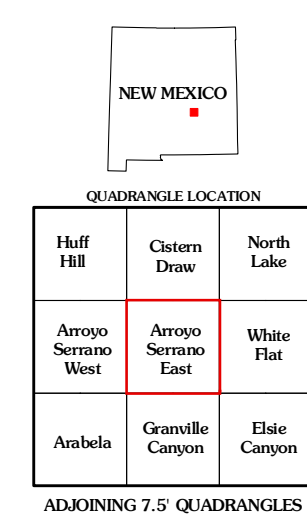 NEW MEXICO
QUADRANGLE LOCATION
Huff
Hill
Cistern
Draw
North
Lake
Arroyo
Serrano
West
Arroyo
Serrano
East
White
Flat
Arabela
Granville
Canyon
Elsie
Canyon
ADJOINING 7.5' QUADRANGLES